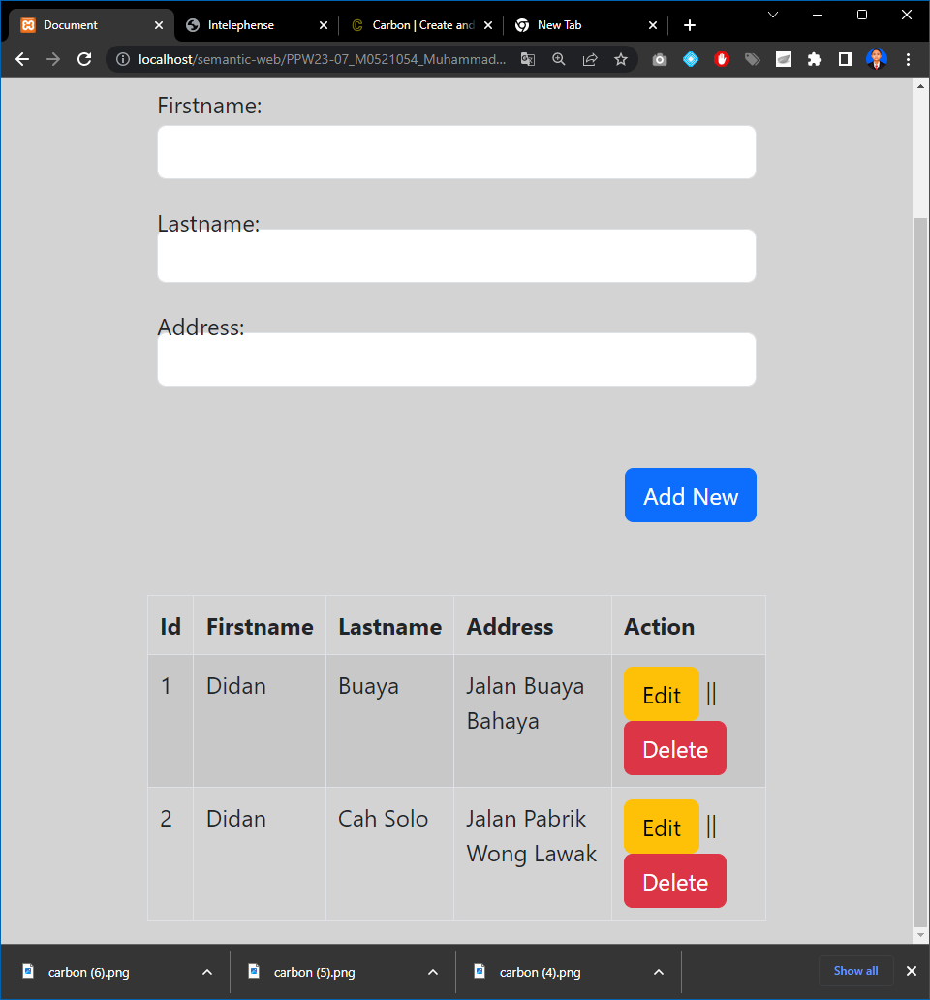 Document
Intelephense
Carbon | Create and
New Tab
localhost/semantic-web/PPW23-07_M0521054_Muhammad...
Firstname:
Lastname:
Address:
Add New
Id Firstname Lastname Address Action
1 Didan Buaya Jalan Buaya Bahaya Edit || Delete
2 Didan Cah Solo Jalan Pabrik Wong Lawak Edit || Delete
carbon (6).png
carbon (5).png
carbon (4).png
Show all